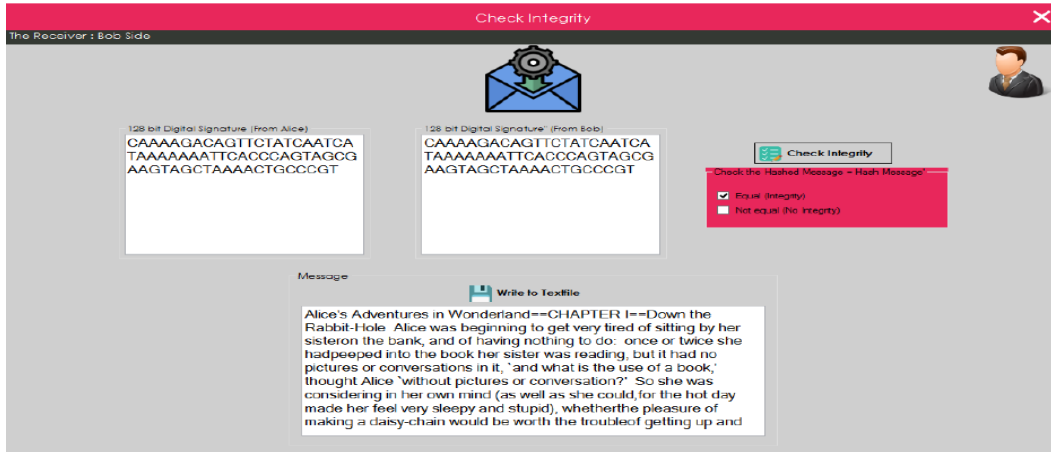 Check Integrity
The Receiver : Bob Side
128 bit Digital Signature (From Alice)
CAAAAGACAGTTCTATCAATCA
TAAAAAAATTCACCCAGTAGCG
AAGTAGCTAAAACTGCCCGT
128 bit Digital Signature" (From Bob)
CAAAAGACAGTTCTATCAATCA
TAAAAAAATTCACCCAGTAGCG
AAGTAGCTAAAACTGCCCGT
Check Integrity
Check the Hashed Message = Hash Message'
Equal (Integrity)
Not equal (No Integrity)
Message
Write to Textfile
Alice's Adventures in Wonderland==CHAPTER I==Down the
Rabbit-Hole Alice was beginning to get very tired of sitting by her
sisteron the bank, and of having nothing to do: once or twice she
hadpeeped into the book her sister was reading, but it had no
pictures or conversations in it, `and what is the use of a book,'
thought Alice `without pictures or conversation?' So she was
considering in her own mind (as well as she could,for the hot day
made her feel very sleepy and stupid), whetherthe pleasure of
making a daisy-chain would be worth the troubleof getting up and